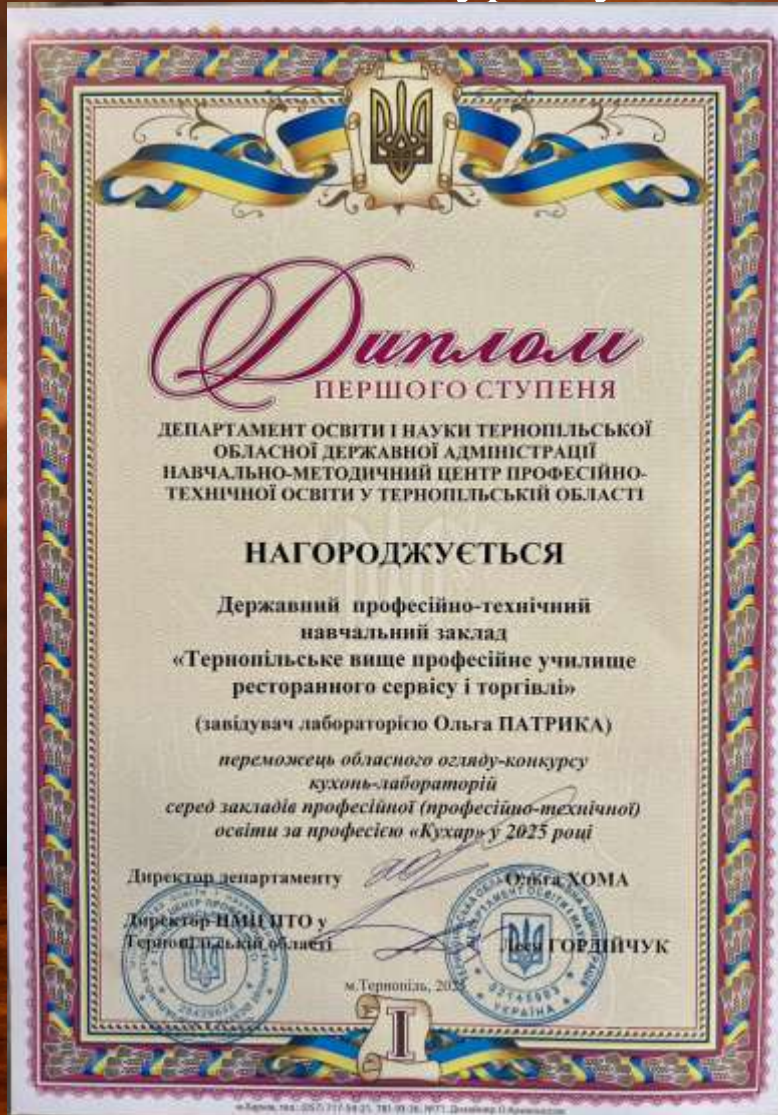 Диплом
ПЕРШОГО СТУПЕНЯ
ДЕПАРТАМЕНТ ОСВІТИ І НАУКИ ТЕРНОПІЛЬСЬКОЇ
ОБЛАСНОЇ ДЕРЖАВНОЇ АДМІНІСТРАЦІЇ
НАВЧАЛЬНО-МЕТОДИЧНИЙ ЦЕНТР ПРОФЕСІЙНО-
ТЕХНІЧНОЇ ОСВІТИ У ТЕРНОПІЛЬСЬКІЙ ОБЛАСТІ
НАГОРОДЖУЄТЬСЯ
Державний професійно-технічний
навчальний заклад
«Тернопільське вище професійне училище
ресторанного сервісу і торгівлі»
(завідувач лабораторією Ольга ПАТРИКА)
переможець обласного огляду-конкурсу
кухонь-лабораторій
серед закладів професійної (професійно-технічної)
освіти за професією «Кухар» у 2025 році
Директор департаменту Ольга ХОМА
Директор НМЦ ПТО у
Тернопільській області Леся ГОРДІЙЧУК
м.Тернопіль, 2025
УКРАЇНА
I